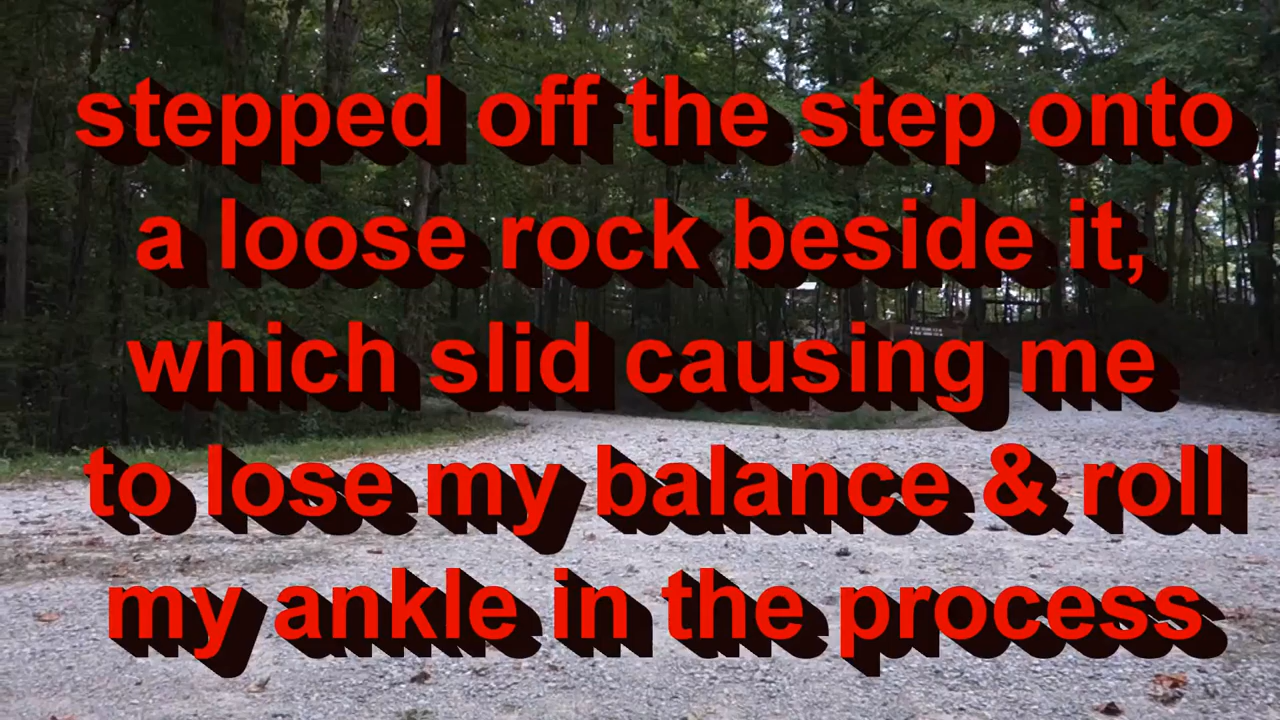 stepped off the step onto
a loose rock beside it,
which slid causing me
to lose my balance & roll
my ankle in the process